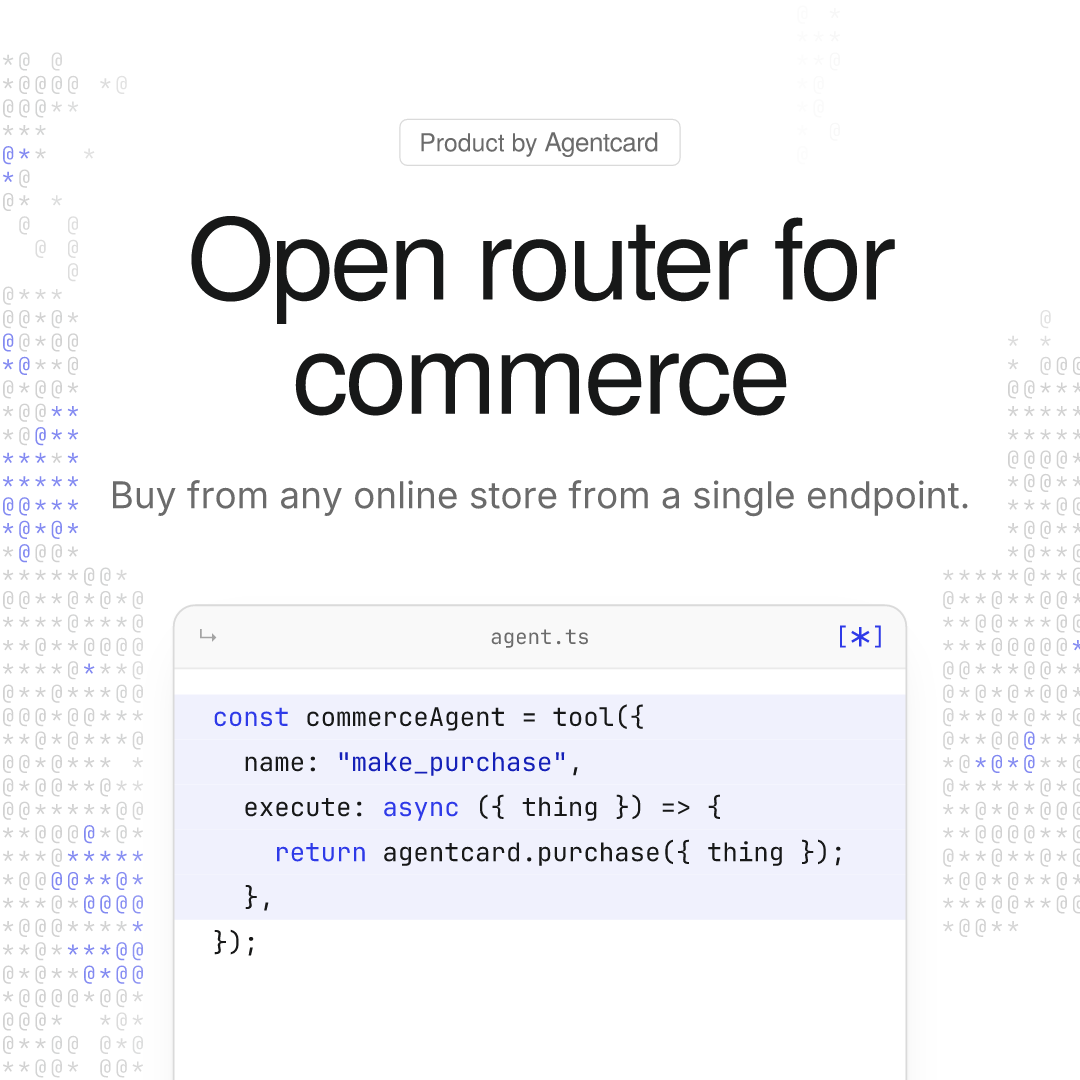 Product by Agentcard
Open router for
commerce
Buy from any online store from a single endpoint.
↳ agent.ts [*]
const commerceAgent = tool({
name: "make_purchase",
execute: async ({ thing }) => {
return agentcard.purchase({ thing });
},
});